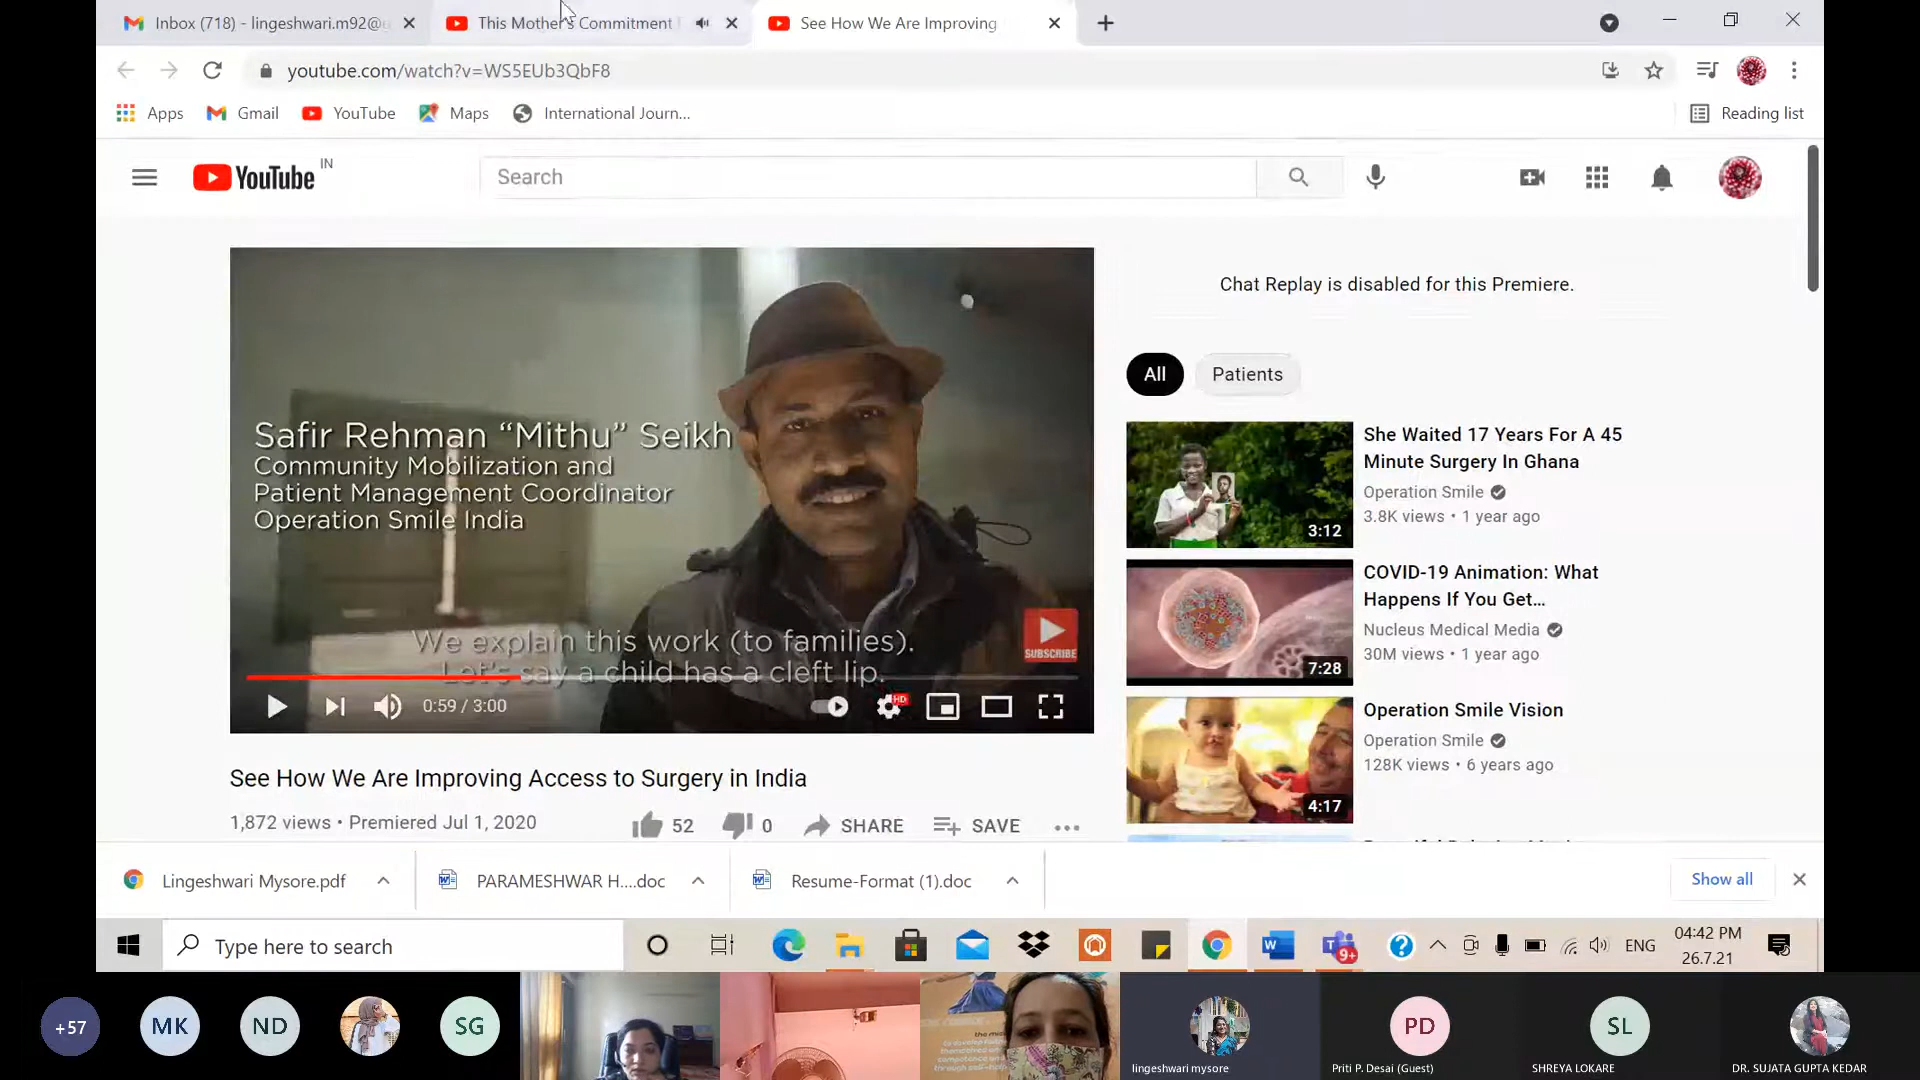 Inbox (718) - lingeshwari.m92@
This Mother's Commitment
See How We Are Improving
youtube.com/watch?v=WS5EUb3QbF8
Apps
Gmail
YouTube
Maps
International Journ...
Reading list
YouTube IN
Search
Safir Rehman “Mithu” Seikh
Community Mobilization and
Patient Management Coordinator
Operation Smile India
We explain this work (to families).
Let's say a child has a cleft lip.
SUBSCRIBE
0:59 / 3:00
HD
See How We Are Improving Access to Surgery in India
1,872 views • Premiered Jul 1, 2020
52
0
SHARE
SAVE
Chat Replay is disabled for this Premiere.
All
Patients
She Waited 17 Years For A 45
Minute Surgery In Ghana
Operation Smile
3.8K views • 1 year ago
3:12
COVID-19 Animation: What
Happens If You Get...
Nucleus Medical Media
30M views • 1 year ago
7:28
Operation Smile Vision
Operation Smile
128K views • 6 years ago
4:17
Lingeshwari Mysore.pdf
PARAMESHWAR H....doc
Resume-Format (1).doc
Show all
Type here to search
9+
ENG
04:42 PM
26.7.21
+57
MK
ND
SG
lingeshwari mysore
PD
Priti P. Desai (Guest)
SL
SHREYA LOKARE
DR. SUJATA GUPTA KEDAR